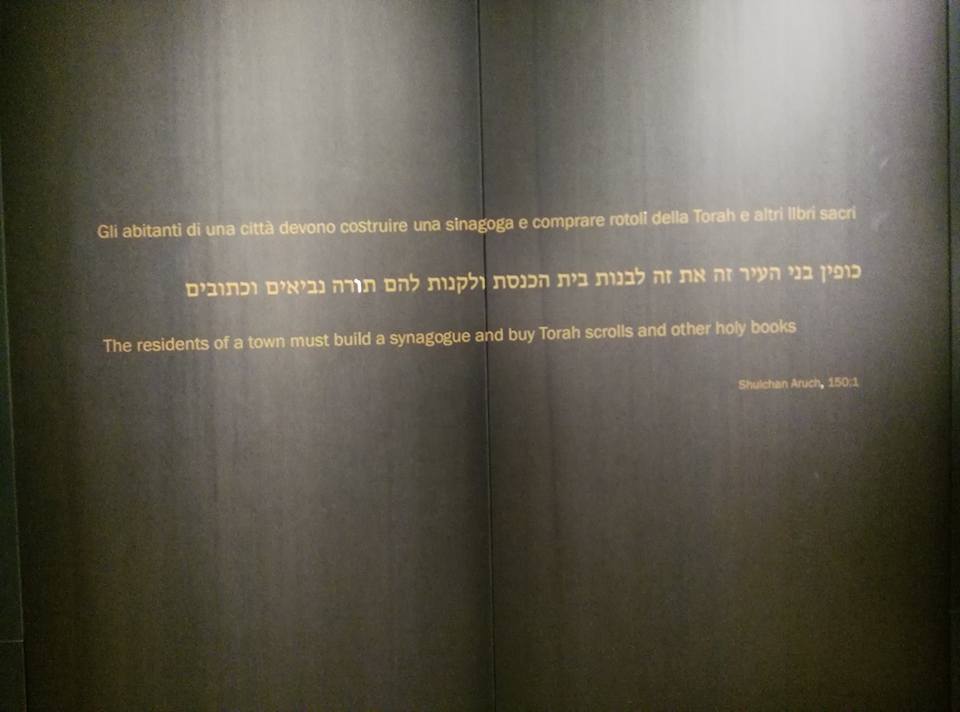 Gli abitanti di una città devono costruire una sinagoga e comprare rotoli della Torah e altri libri sacri
כופין בני העיר זה את זה לבנות בית הכנסת ולקנות להם תורה נביאים וכתובים
The residents of a town must build a synagogue and buy Torah scrolls and other holy books
Shulchan Aruch, 150:1